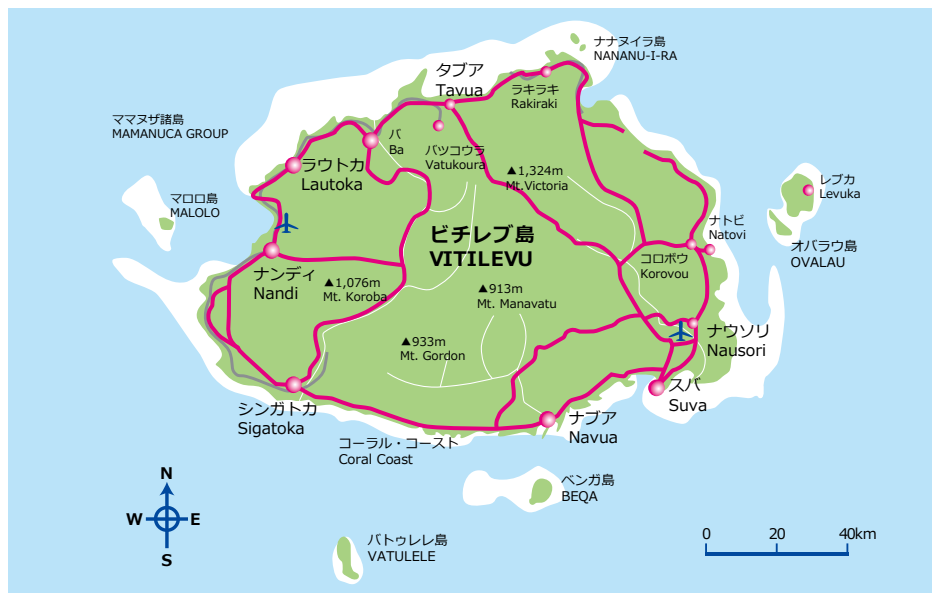 ナナヌイラ島
NANANU-I-RA
タブア
Tavua
ラキラキ
Rakiraki
ママヌザ諸島
MAMANUCA GROUP
バ
Ba
バツコウラ
Vatukoura
ラウトカ
Lautoka
▲1,324m
Mt.Victoria
マロロ島
MALOLO
レブカ
Levuka
ナトビ
Natovi
ビチレブ島
VITILEVU
オバラウ島
OVALAU
コロボウ
Korovou
ナンディ
Nandi
▲1,076m
Mt. Koroba
▲913m
Mt. Manavatu
ナウソリ
Nausori
▲933m
Mt. Gordon
スバ
Suva
シンガトカ
Sigatoka
ナブア
Navua
コーラル・コースト
Coral Coast
ベンガ島
BEQA
N
W E
S
バトゥレレ島
VATULELE
0 20 40km